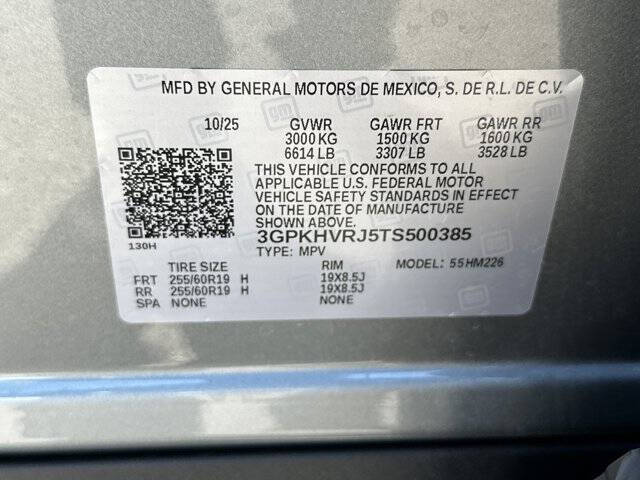 MFD BY GENERAL MOTORS DE MEXICO, S. DE R.L. DE C.V.
10/25 GVWR GAWR FRT GAWR RR
3000 KG 1500 KG 1600 KG
6614 LB 3307 LB 3528 LB
THIS VEHICLE CONFORMS TO ALL
APPLICABLE U.S. FEDERAL MOTOR
VEHICLE SAFETY STANDARDS IN EFFECT
ON THE DATE OF MANUFACTURE
SHOWN ABOVE.
3GPKHVRJ5TS500385
130H
TYPE: MPV MODEL: 55HM226
TIRE SIZE RIM
FRT 255/60R19 H 19X8.5J
RR 255/60R19 H 19X8.5J
SPA NONE NONE